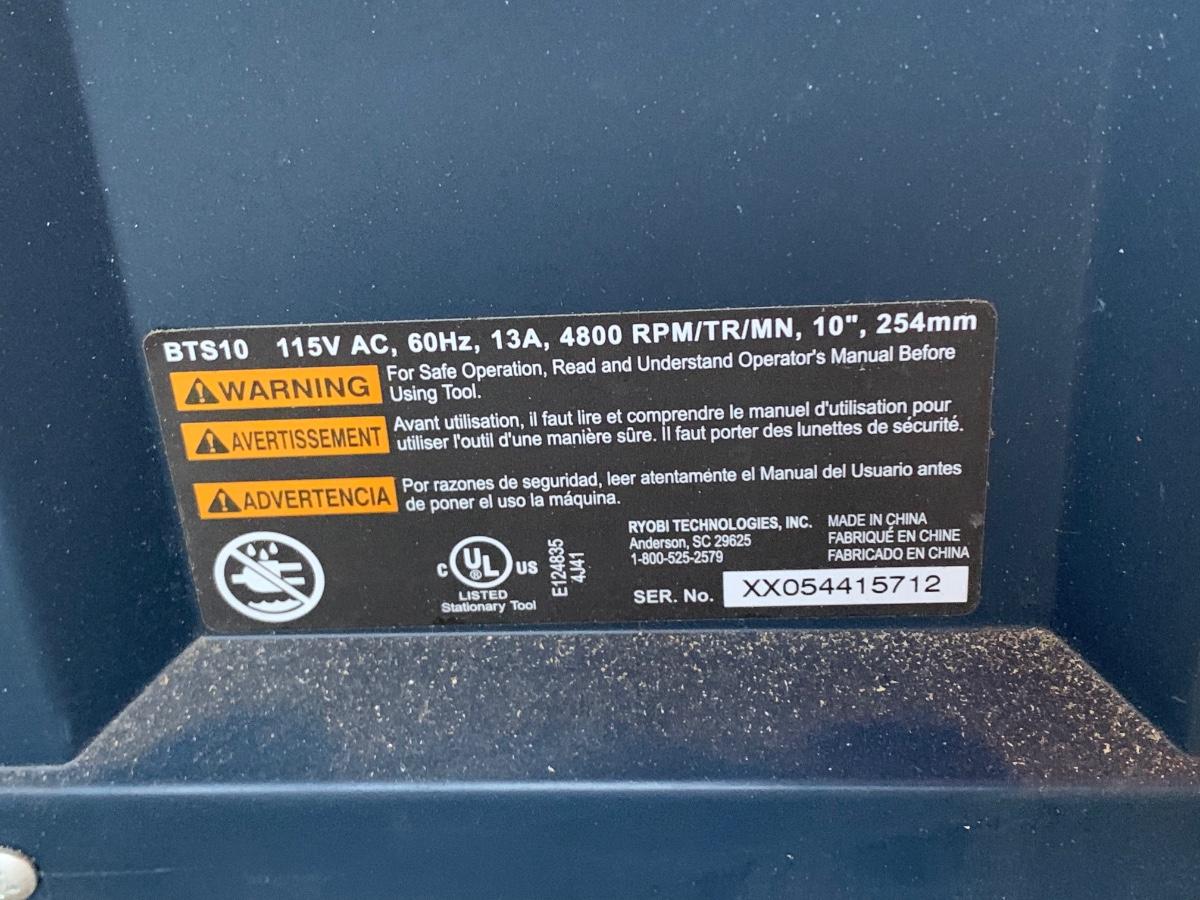 BTS10 115V AC, 60Hz, 13A, 4800 RPM/TR/MN, 10", 254mm
WARNING For Safe Operation, Read and Understand Operator's Manual Before
Using Tool.
AVERTISSEMENT Avant utilisation, il faut lire et comprendre le manuel d'utilisation pour
utiliser l'outil d'une manière sûre. Il faut porter des lunettes de sécurité.
ADVERTENCIA Por razones de seguridad, leer atentamente el Manual del Usuario antes
de poner el uso la máquina.
C UL US
®
LISTED
Stationary Tool
E124835
4J41
RYOBI TECHNOLOGIES, INC.
Anderson, SC 29625
1-800-525-2579
MADE IN CHINA
FABRIQUÉ EN CHINE
FABRICADO EN CHINA
SER. No. XX054415712